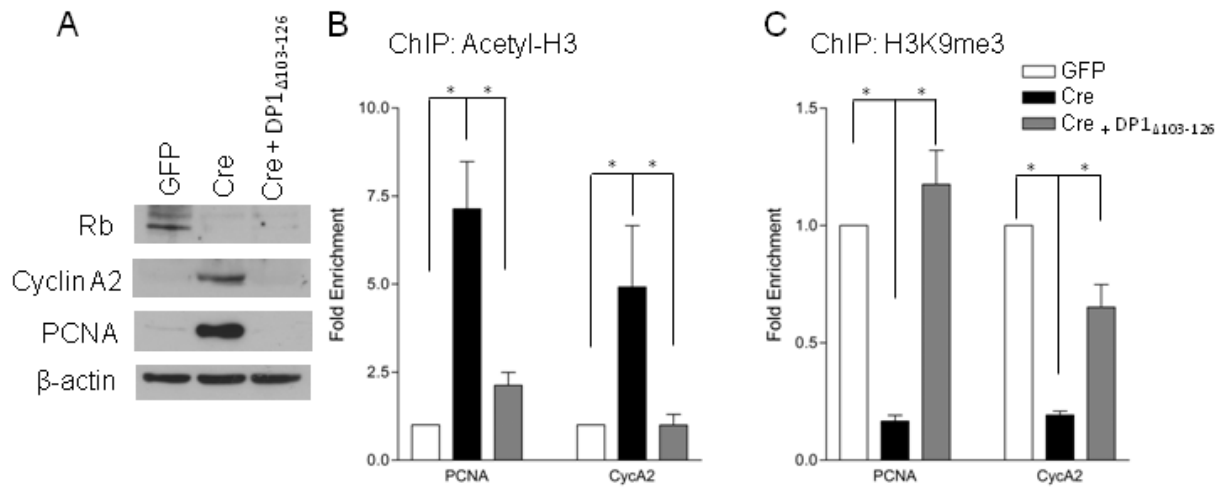 A
GFP
Cre
Cre + DP1Δ103-126
Rb
Cyclin A2
PCNA
β-actin
B
ChIP: Acetyl-H3
Fold Enrichment
10.0
7.5
5.0
2.5
0.0
* *
* *
PCNA
CycA2
C
ChIP: H3K9me3
GFP
Cre
Cre + DP1Δ103-126
Fold Enrichment
1.5
1.0
0.5
0.0
* *
* *
PCNA
CycA2